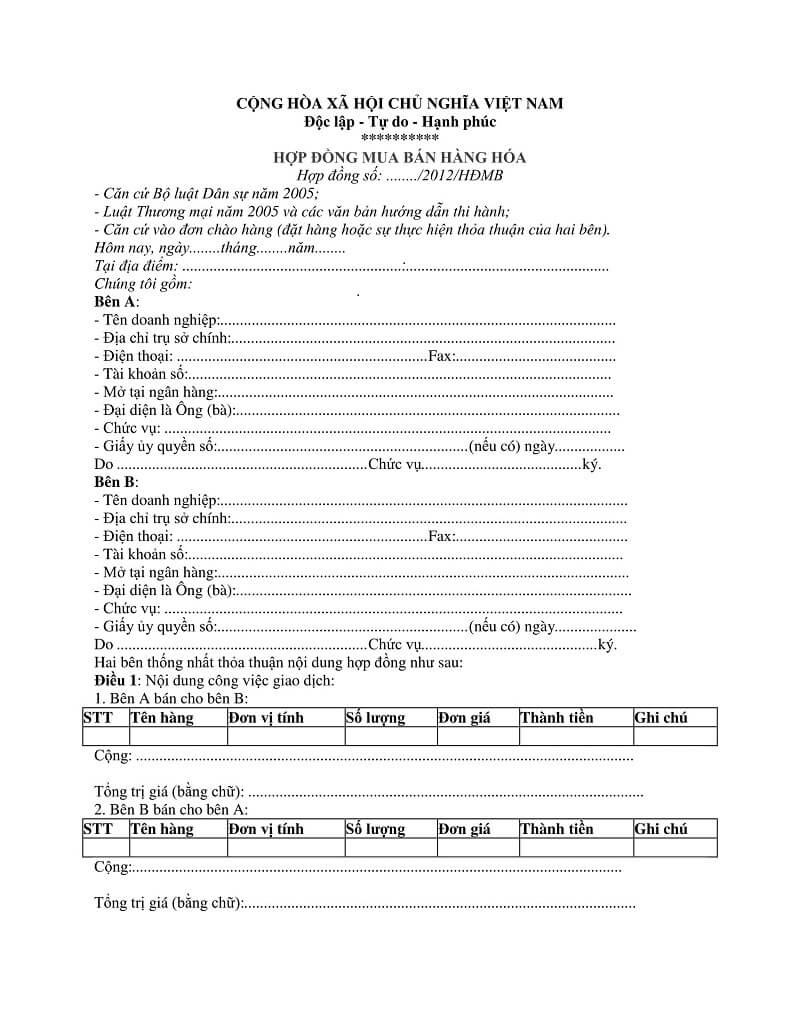 CỘNG HÒA XÃ HỘI CHỦ NGHĨA VIỆT NAM
Độc lập - Tự do - Hạnh phúc
**********
HỢP ĐỒNG MUA BÁN HÀNG HÓA
Hợp đồng số: ......../2012/HĐMB
- Căn cứ Bộ luật Dân sự năm 2005;
- Luật Thương mại năm 2005 và các văn bản hướng dẫn thi hành;
- Căn cứ vào đơn chào hàng (đặt hàng hoặc sự thực hiện thỏa thuận của hai bên).
Hôm nay, ngày........tháng........năm........
Tại địa điểm: ............................................................................................................
Chúng tôi gồm:
Bên A:
- Tên doanh nghiệp:.....................................................................................................
- Địa chỉ trụ sở chính:..................................................................................................
- Điện thoại: ................................................................Fax:.........................................
- Tài khoản số:............................................................................................................
- Mở tại ngân hàng:.....................................................................................................
- Đại diện là Ông (bà):..................................................................................................
- Chức vụ: ..................................................................................................................
- Giấy ủy quyền số:................................................................(nếu có) ngày..................
Do ................................................................Chức vụ.........................................ký.
Bên B:
- Tên doanh nghiệp:........................................................................................................
- Địa chỉ trụ sở chính:.....................................................................................................
- Điện thoại: ................................................................Fax:............................................
- Tài khoản số:...............................................................................................................
- Mở tại ngân hàng:.........................................................................................................
- Đại diện là Ông (bà):.....................................................................................................
- Chức vụ: .....................................................................................................................
- Giấy ủy quyền số:................................................................(nếu có) ngày.....................
Do ................................................................Chức vụ.............................................ký.
Hai bên thống nhất thỏa thuận nội dung hợp đồng như sau:
Điều 1: Nội dung công việc giao dịch:
1. Bên A bán cho bên B:
STT Tên hàng Đơn vị tính Số lượng Đơn giá Thành tiền Ghi chú
Cộng: ...............................................................................................................................
Tổng trị giá (bằng chữ): .....................................................................................................
2. Bên B bán cho bên A:
STT Tên hàng Đơn vị tính Số lượng Đơn giá Thành tiền Ghi chú
Cộng:.............................................................................................................................
Tổng trị giá (bằng chữ):....................................................................................................